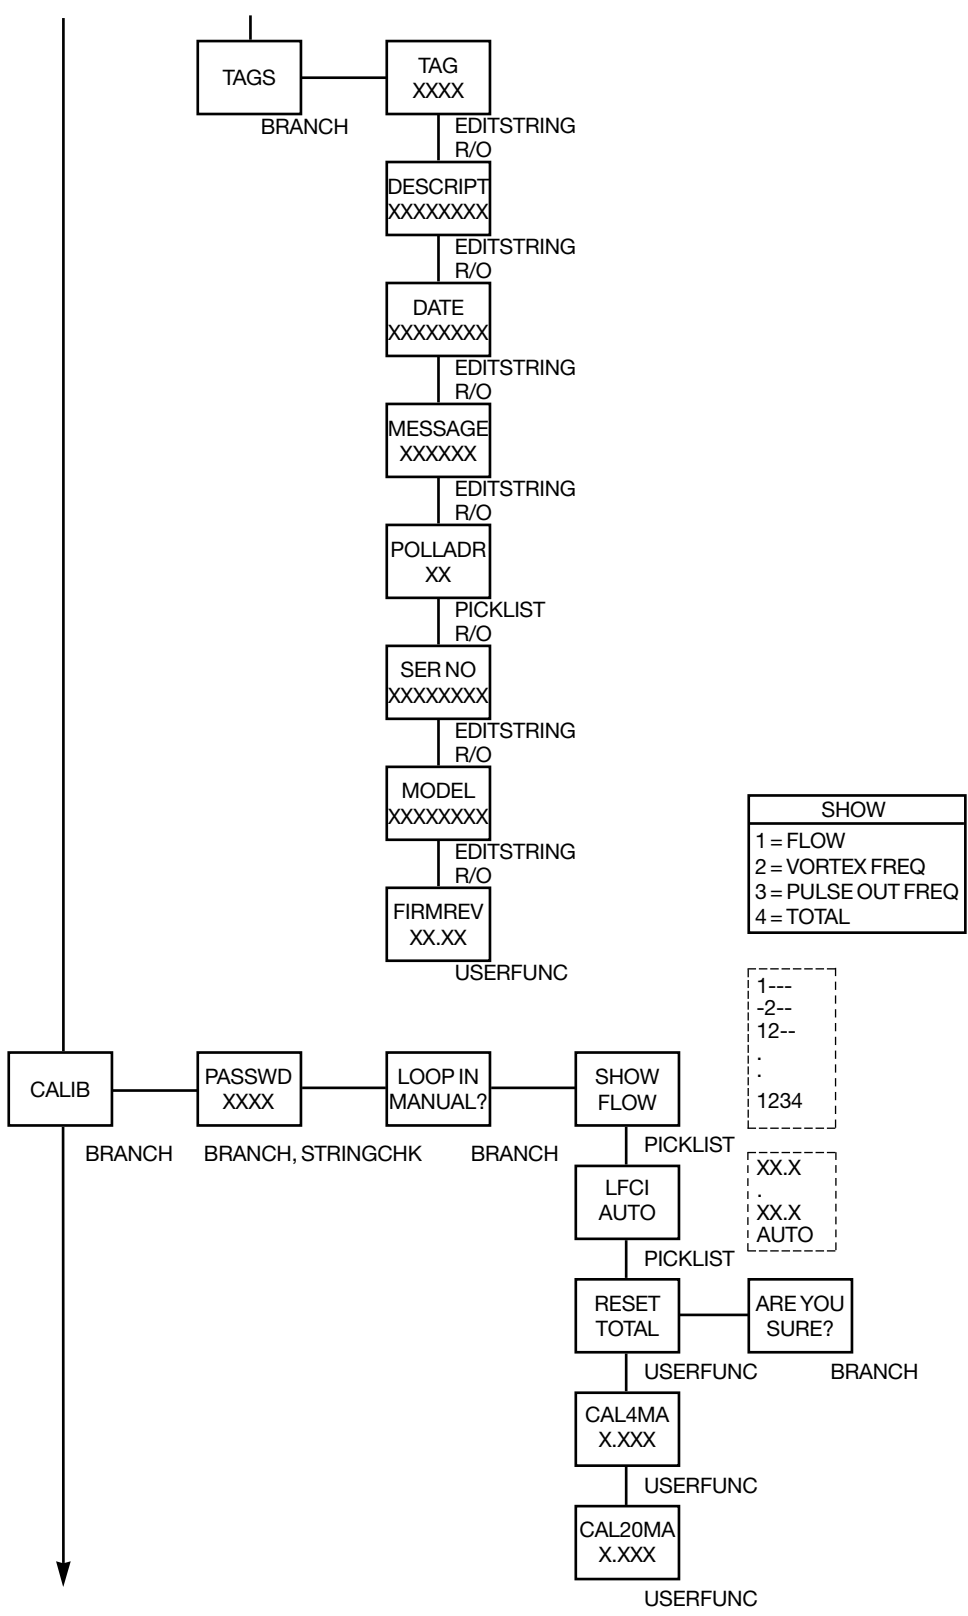 TAGS
TAG
XXXX
BRANCH
EDITSTRING
R/O
DESCRIPT
XXXXXXXX
EDITSTRING
R/O
DATE
XXXXXXXX
EDITSTRING
R/O
MESSAGE
XXXXXX
EDITSTRING
R/O
POLLADR
XX
PICKLIST
R/O
SER NO
XXXXXXXX
EDITSTRING
R/O
MODEL
XXXXXXXX
EDITSTRING
R/O
FIRMREV
XX.XX
USERFUNC
SHOW
1 = FLOW
2 = VORTEX FREQ
3 = PULSE OUT FREQ
4 = TOTAL
1---
-2--
12--
.
.
1234
CALIB
BRANCH
PASSWD
XXXX
BRANCH, STRINGCHK
LOOP IN
MANUAL?
BRANCH
SHOW
FLOW
PICKLIST
XX.X
.
XX.X
AUTO
LFCI
AUTO
PICKLIST
RESET
TOTAL
USERFUNC
ARE YOU
SURE?
BRANCH
CAL4MA
X.XXX
USERFUNC
CAL20MA
X.XXX
USERFUNC